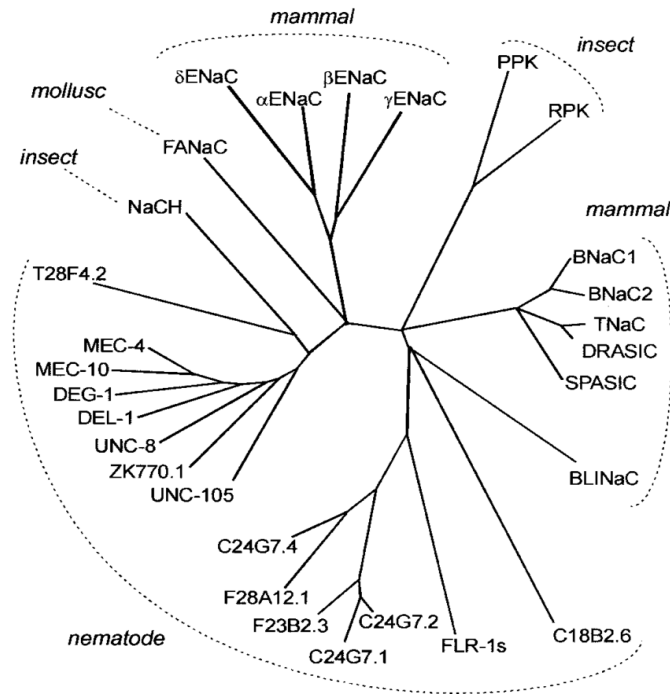 mammal
δENaC
αENaC
βENaC
γENaC
PPK
insect
RPK
mollusc
FANaC
insect
NaCH
mammal
BNaC1
BNaC2
TNaC
DRASIC
SPASIC
BLINaC
T28F4.2
MEC-4
MEC-10
DEG-1
DEL-1
UNC-8
ZK770.1
UNC-105
C24G7.4
F28A12.1
F23B2.3
C24G7.2
C24G7.1
FLR-1s
C18B2.6
nematode